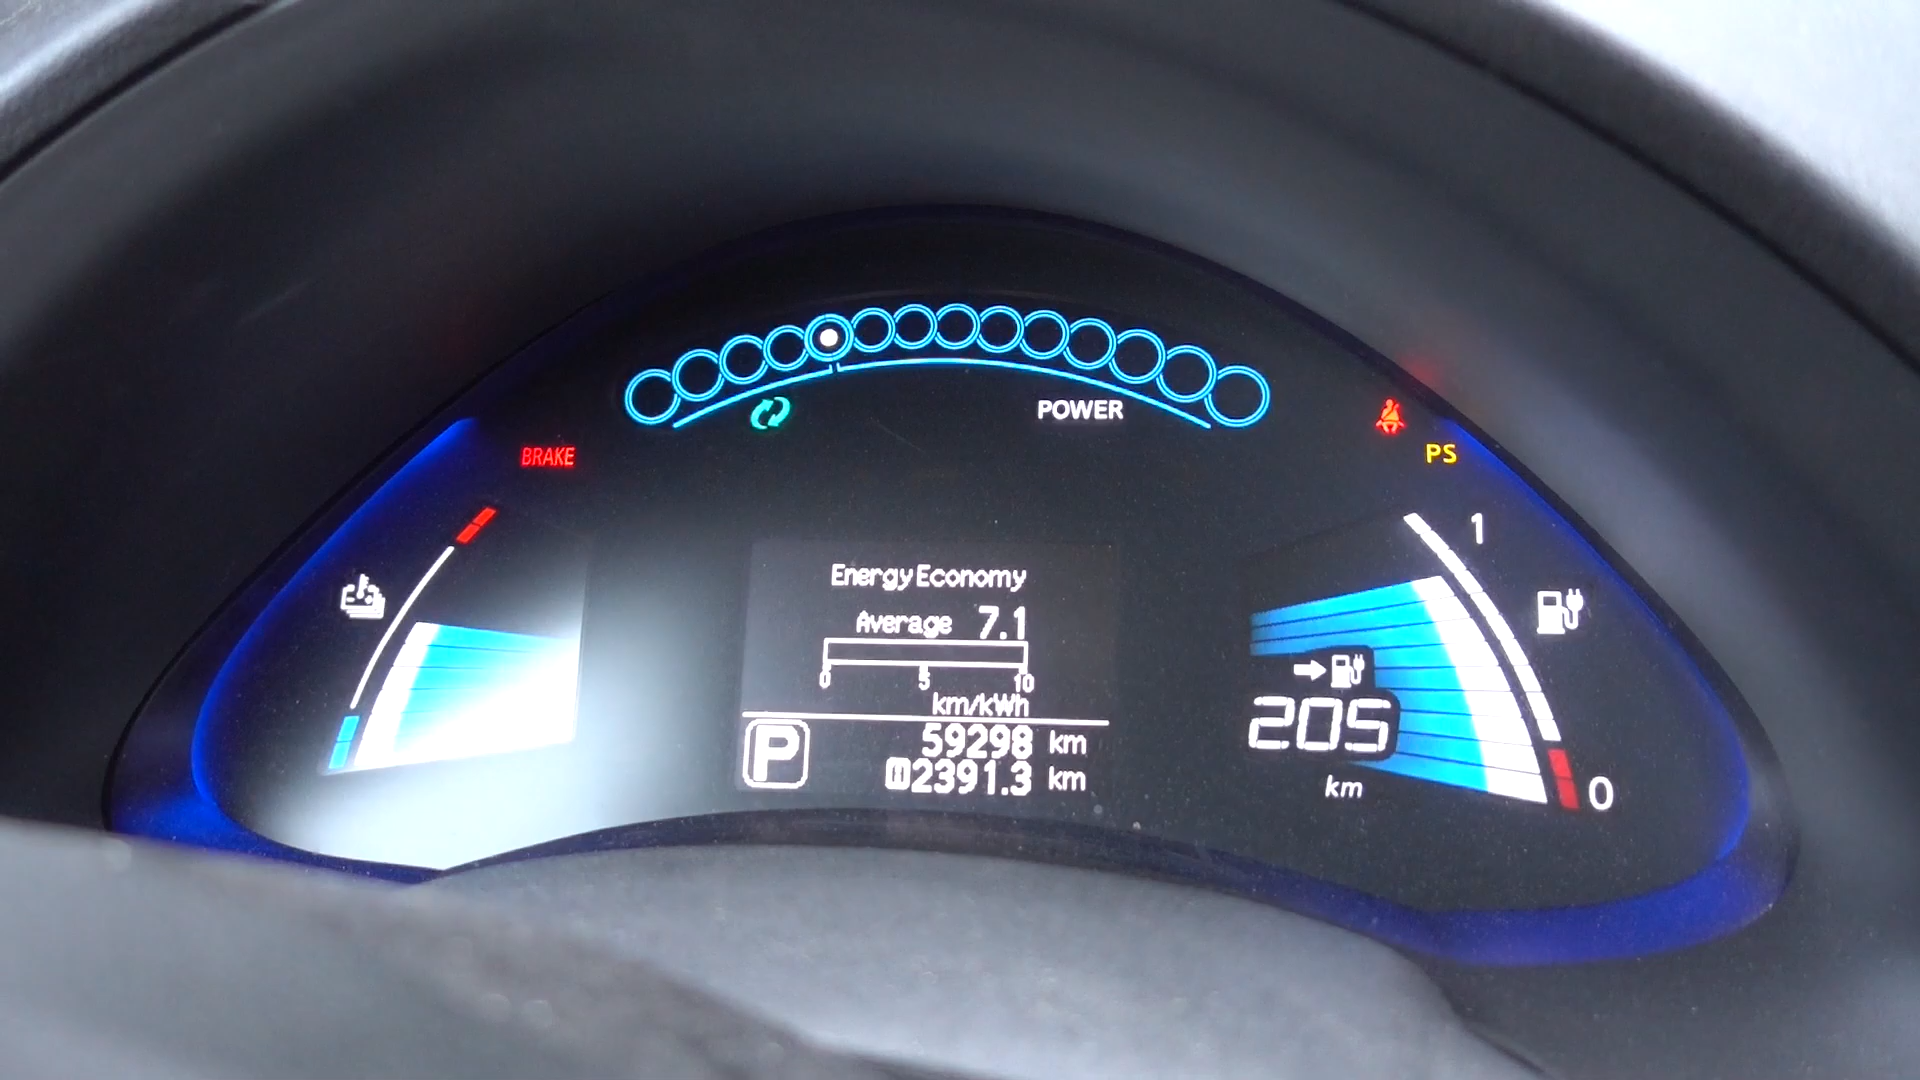 POWER
BRAKE
PS
1
Energy Economy
Average 7.1
0 5 10
km/kWh
P
59298 km
2391.3 km
205
km
0